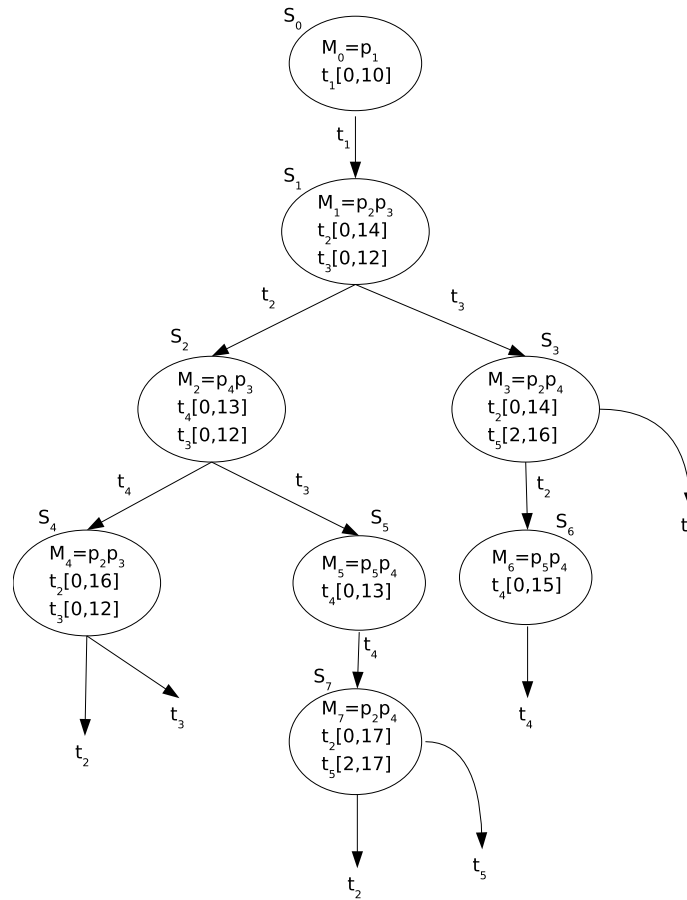 S₀
M₀=p₁
t₁[0,10]
t₁
S₁
M₁=p₂p₃
t₂[0,14]
t₃[0,12]
t₂
t₃
S₂
M₂=p₄p₃
t₄[0,13]
t₃[0,12]
S₃
M₃=p₂p₄
t₂[0,14]
t₅[2,16]
t₄
t₃
t₂
t
S₄
M₄=p₂p₃
t₂[0,16]
t₃[0,12]
S₅
M₅=p₅p₄
t₄[0,13]
S₆
M₆=p₅p₄
t₄[0,15]
t₄
S₇
M₇=p₂p₄
t₂[0,17]
t₅[2,17]
t₂
t₃
t₄
t₂
t₅